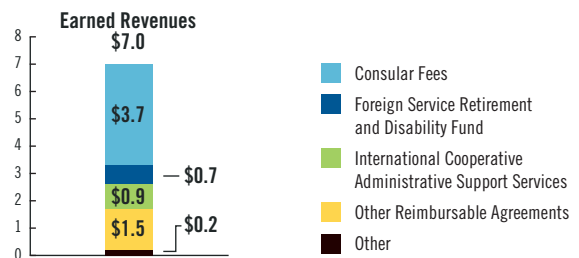 Earned Revenues
$7.0
8
7
6
5
4
3
2
1
0
$3.7
$0.7
$0.9
$1.5
$0.2
Consular Fees
Foreign Service Retirement
and Disability Fund
International Cooperative
Administrative Support Services
Other Reimbursable Agreements
Other